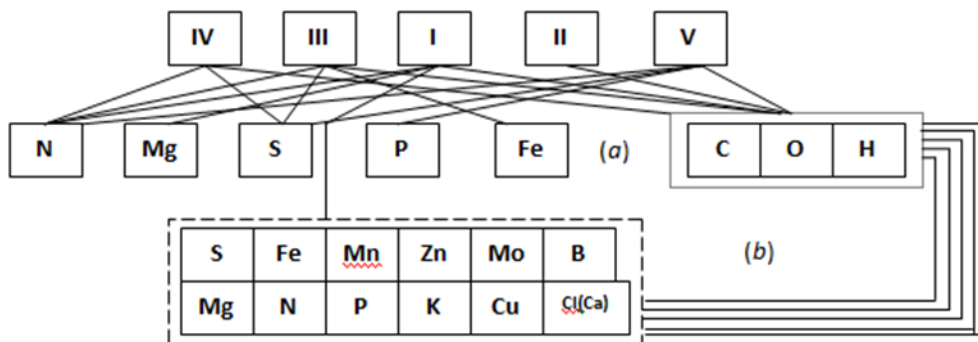 IV III I II V
N Mg S P Fe (a) C O H
S Fe Mn Zn Mo B (b)
Mg N P K Cu Cl(Ca)